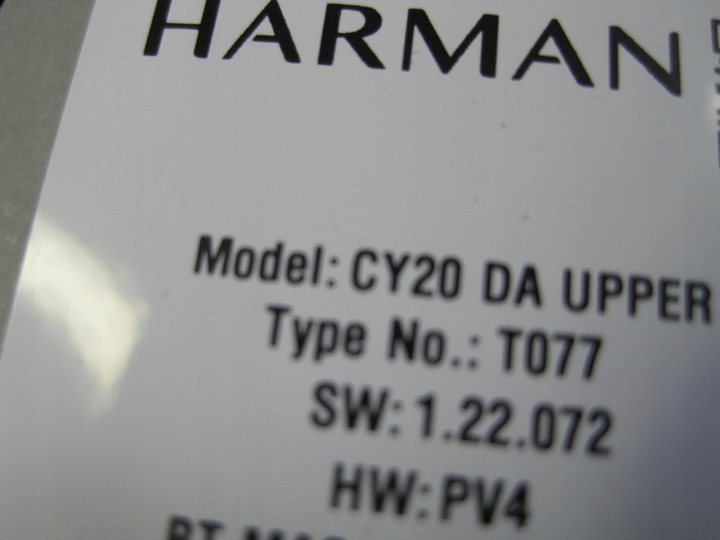 HARMAN
Model: CY20 DA UPPER
Type No.: T077
SW: 1.22.072
HW: PV4